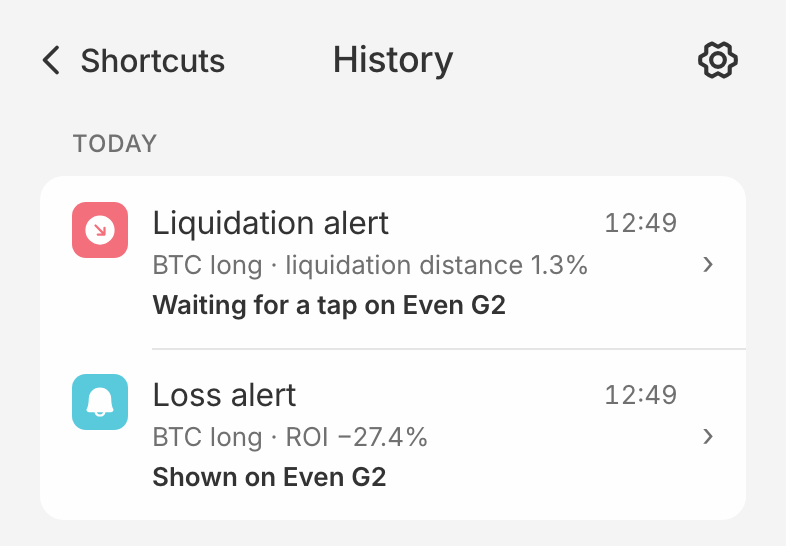 Shortcuts
History
TODAY
Liquidation alert
12:49
BTC long · liquidation distance 1.3%
Waiting for a tap on Even G2
Loss alert
12:49
BTC long · ROI −27.4%
Shown on Even G2